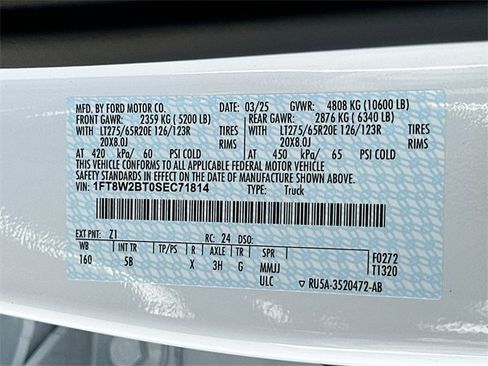 MFD. BY FORD MOTOR CO. 03/25 GVWR: 4808 KG (10600 LB)
FRONT GAWR: 2359 KG ( 5200 LB) REAR GAWR: 2876 KG ( 6340 LB)
WITH LT275/65R20E 126/123R TIRES WITH LT275/65R20E 126/123R TIRES
20X8.0J RIMS 20X8.0J RIMS
AT 420 kPa/ 60 PSI COLD AT 450 kPa/ 65 PSI COLD
THIS VEHICLE CONFORMS TO ALL APPLICABLE FEDERAL MOTOR VEHICLE
SAFETY STANDARDS IN EFFECT ON THE DATE OF MANUFACTURE SHOWN ABOVE.
VIN: 1FT8W2BT0SEC71814 TYPE: Truck
EXT PNT: Z1 RC: 24 DSO: F0272
WB INT TR TP/PS R AXLE TR SPR T1320
160 5B X 3H G MMJJ
ULC ▽ RU5A-3520472-AB